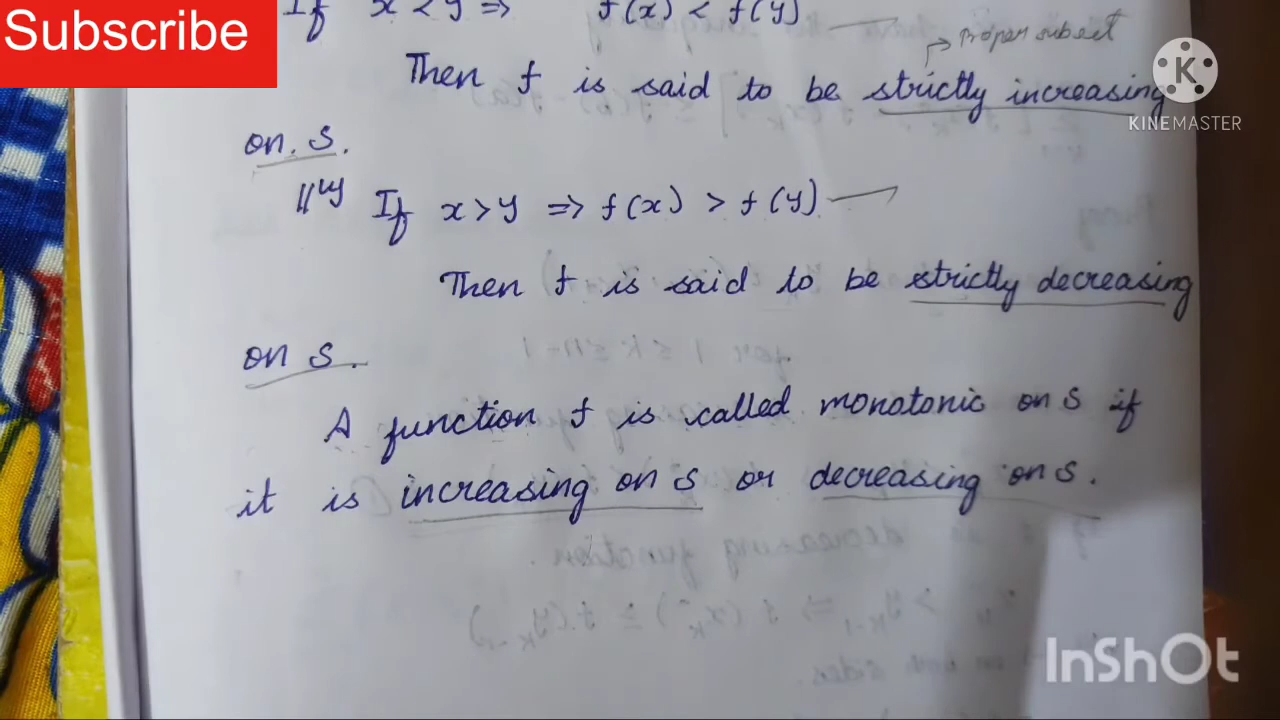 Subscribe
If x < y ⇒ f(x) < f(y)
→ Proper subset
Then f is said to be strictly increasing
K
KINEMASTER
on. S.
||ly If x > y ⇒ f(x) > f(y)
Then f is said to be strictly decreasing
on S.
A function f is called monotonic on S if
it is increasing on S or decreasing on S.
InShOt